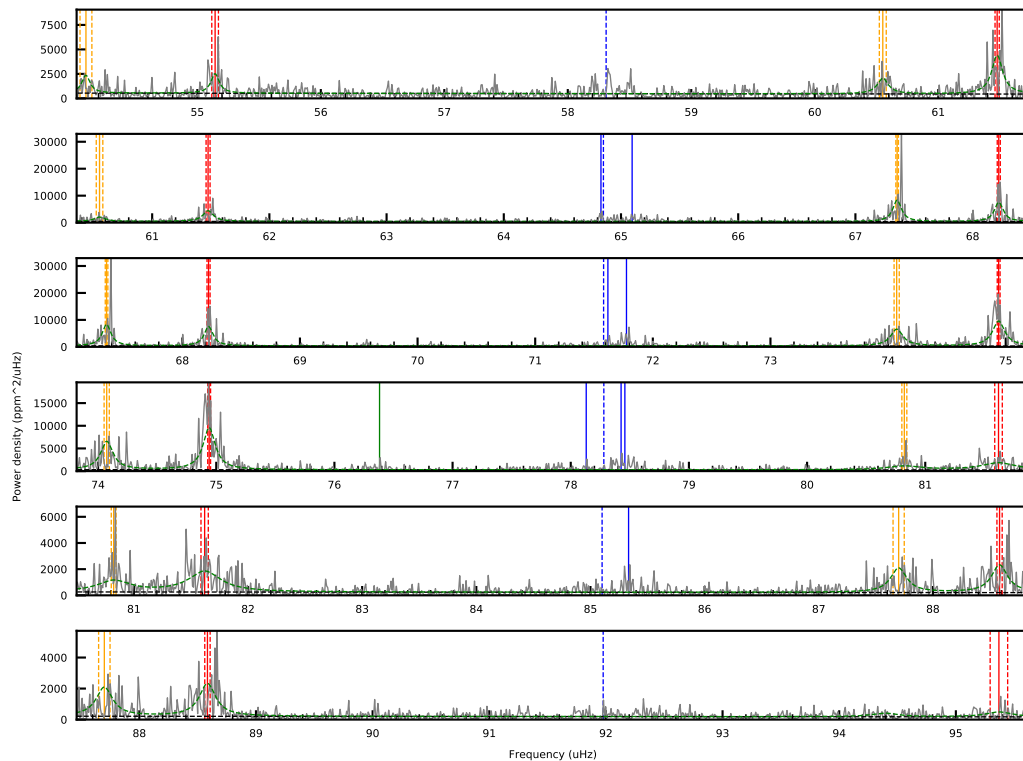 7500
5000
2500
0
55 56 57 58 59 60 61
30000
20000
10000
0
61 62 63 64 65 66 67 68
30000
20000
10000
0
68 69 70 71 72 73 74 75
15000
10000
5000
0
74 75 76 77 78 79 80 81
6000
4000
2000
0
81 82 83 84 85 86 87 88
4000
2000
0
88 89 90 91 92 93 94 95
Power density (ppm^2/uHz)
Frequency (uHz)